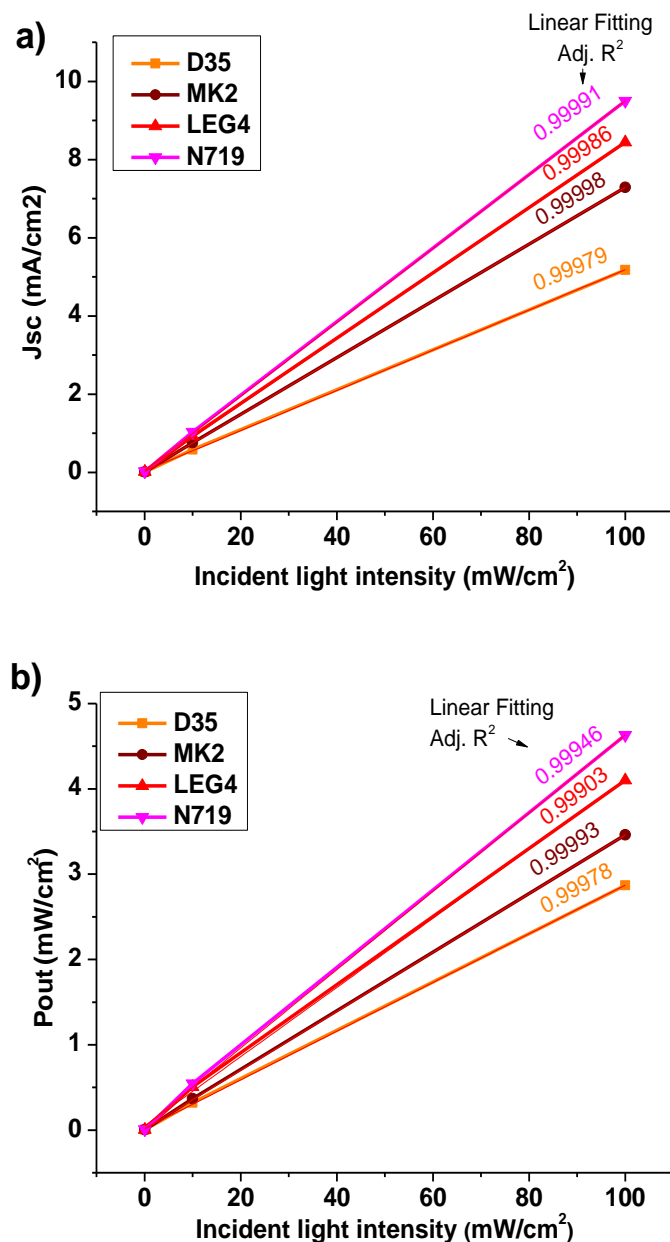 a)
Linear Fitting
Adj. R²
D35
MK2
LEG4
N719
10
8
6
4
2
0
Jsc (mA/cm2)
0.99991
0.99986
0.99998
0.99979
0 20 40 60 80 100
Incident light intensity (mW/cm²)
b)
Linear Fitting
Adj. R²
D35
MK2
LEG4
N719
5
4
3
2
1
0
Pout (mW/cm²)
0.99946
0.99903
0.99993
0.99978
0 20 40 60 80 100
Incident light intensity (mW/cm²)